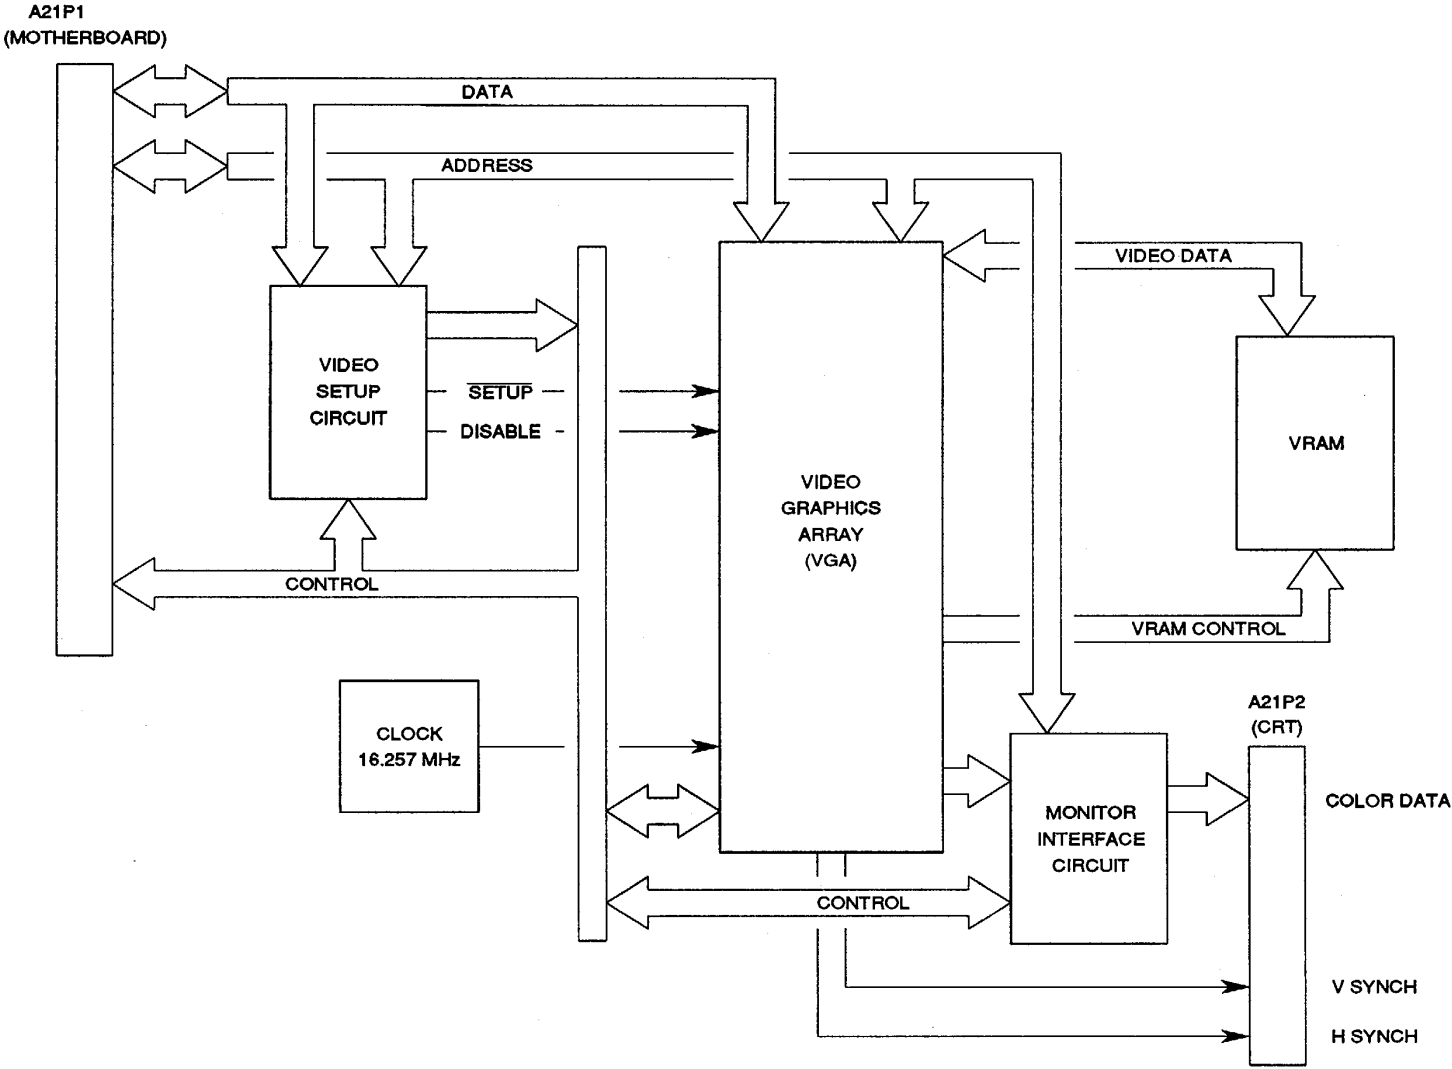 A21P1
(MOTHERBOARD)
DATA
ADDRESS
VIDEO DATA
VIDEO
SETUP
CIRCUIT
SETUP
DISABLE
VRAM
VIDEO
GRAPHICS
ARRAY
(VGA)
CONTROL
VRAM CONTROL
CLOCK
16.257 MHz
A21P2
(CRT)
MONITOR
INTERFACE
CIRCUIT
COLOR DATA
CONTROL
V SYNCH
H SYNCH